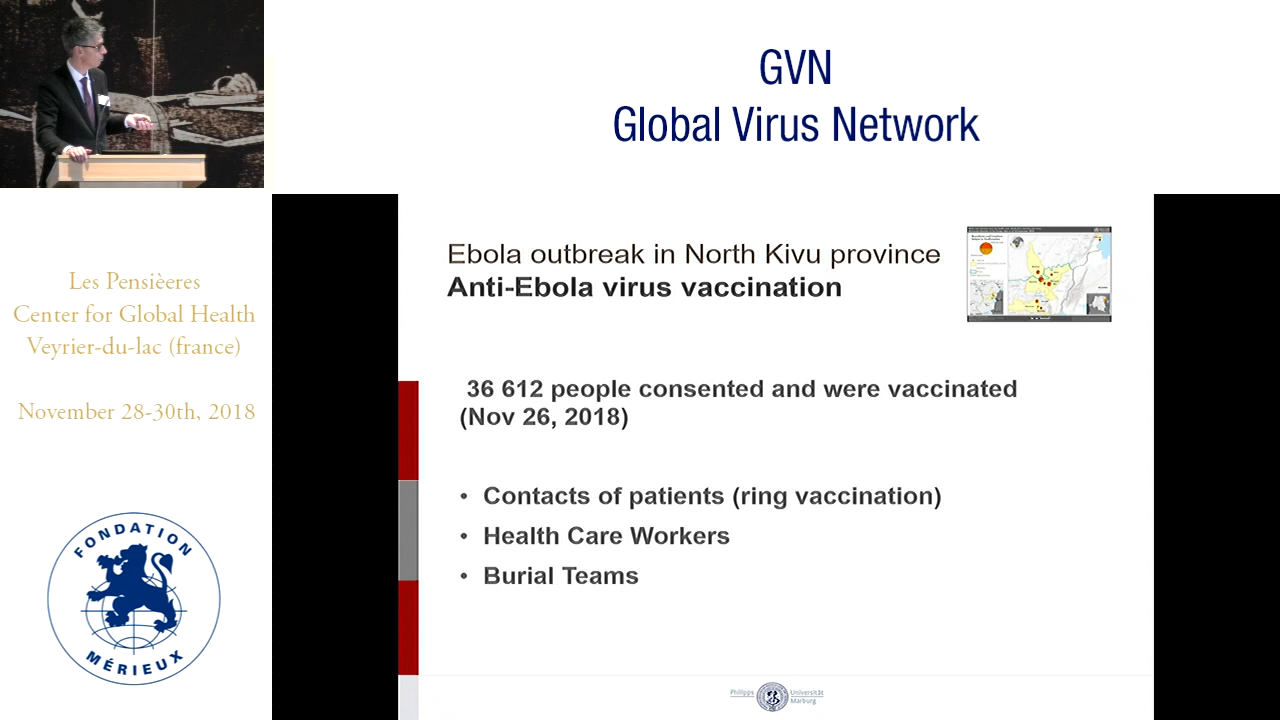 GVN
Global Virus Network
Les Pensièeres
Center for Global Health
Veyrier-du-lac (france)
November 28-30th, 2018
FONDATION
MÉRIEUX
Ebola outbreak in North Kivu province
Anti-Ebola virus vaccination
36 612 people consented and were vaccinated
(Nov 26, 2018)
• Contacts of patients (ring vaccination)
• Health Care Workers
• Burial Teams
Philipps Universität
Marburg